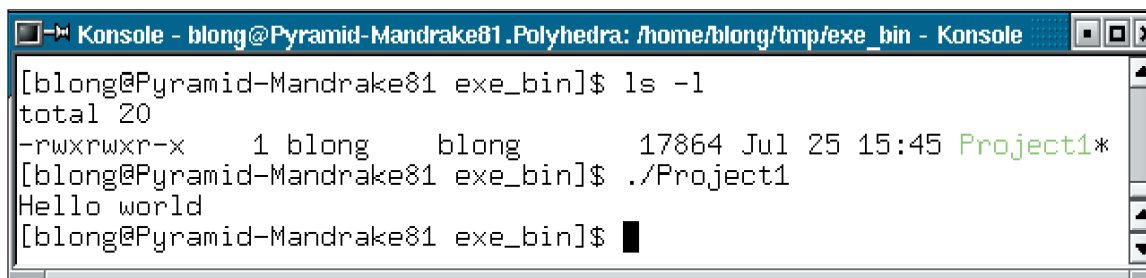 Konsole - blong@Pyramid-Mandrake81.Polyhedra: /home/blong/tmp/exe_bin - Konsole
[blong@Pyramid-Mandrake81 exe_bin]$ ls -l
total 20
-rwxrwxr-x    1 blong    blong       17864 Jul 25 15:45 Project1*
[blong@Pyramid-Mandrake81 exe_bin]$ ./Project1
Hello world
[blong@Pyramid-Mandrake81 exe_bin]$